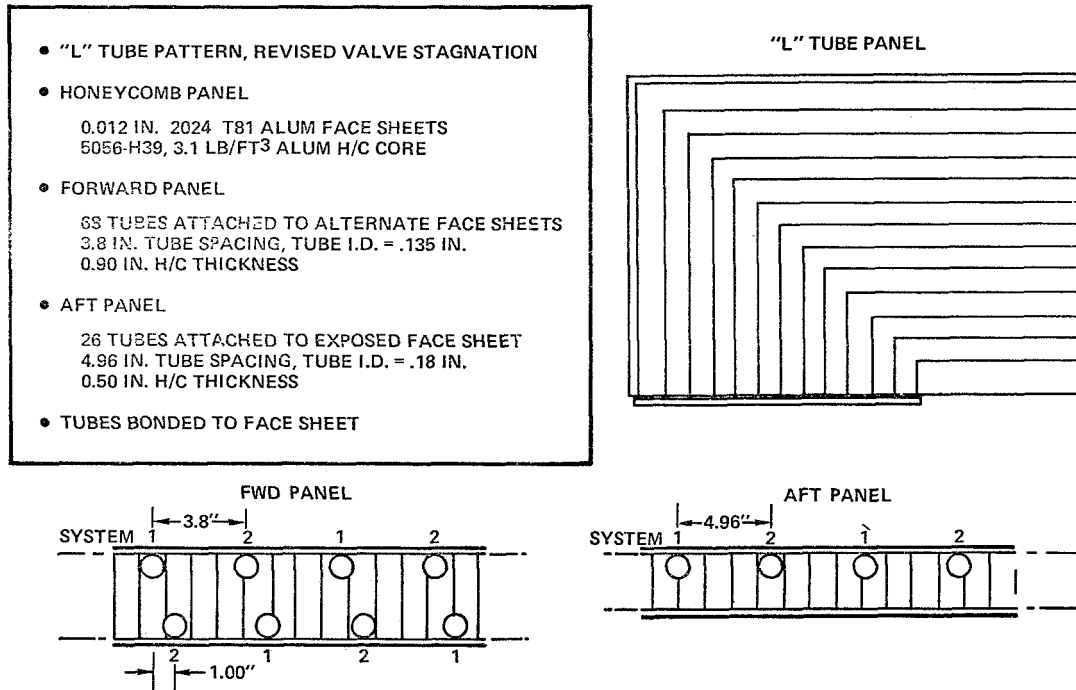 • "L" TUBE PATTERN, REVISED VALVE STAGNATION
• HONEYCOMB PANEL
0.012 IN. 2024 T81 ALUM FACE SHEETS
5056-H39, 3.1 LB/FT3 ALUM H/C CORE
• FORWARD PANEL
68 TUBES ATTACHED TO ALTERNATE FACE SHEETS
3.8 IN. TUBE SPACING, TUBE I.D. = .135 IN.
0.90 IN. H/C THICKNESS
• AFT PANEL
26 TUBES ATTACHED TO EXPOSED FACE SHEET
4.96 IN. TUBE SPACING, TUBE I.D. = .18 IN.
0.50 IN. H/C THICKNESS
• TUBES BONDED TO FACE SHEET
"L" TUBE PANEL
FWD PANEL
3.8"
SYSTEM 1 2 1 2
2 1 2 1
1.00"
AFT PANEL
4.96"
SYSTEM 1 2 1 2